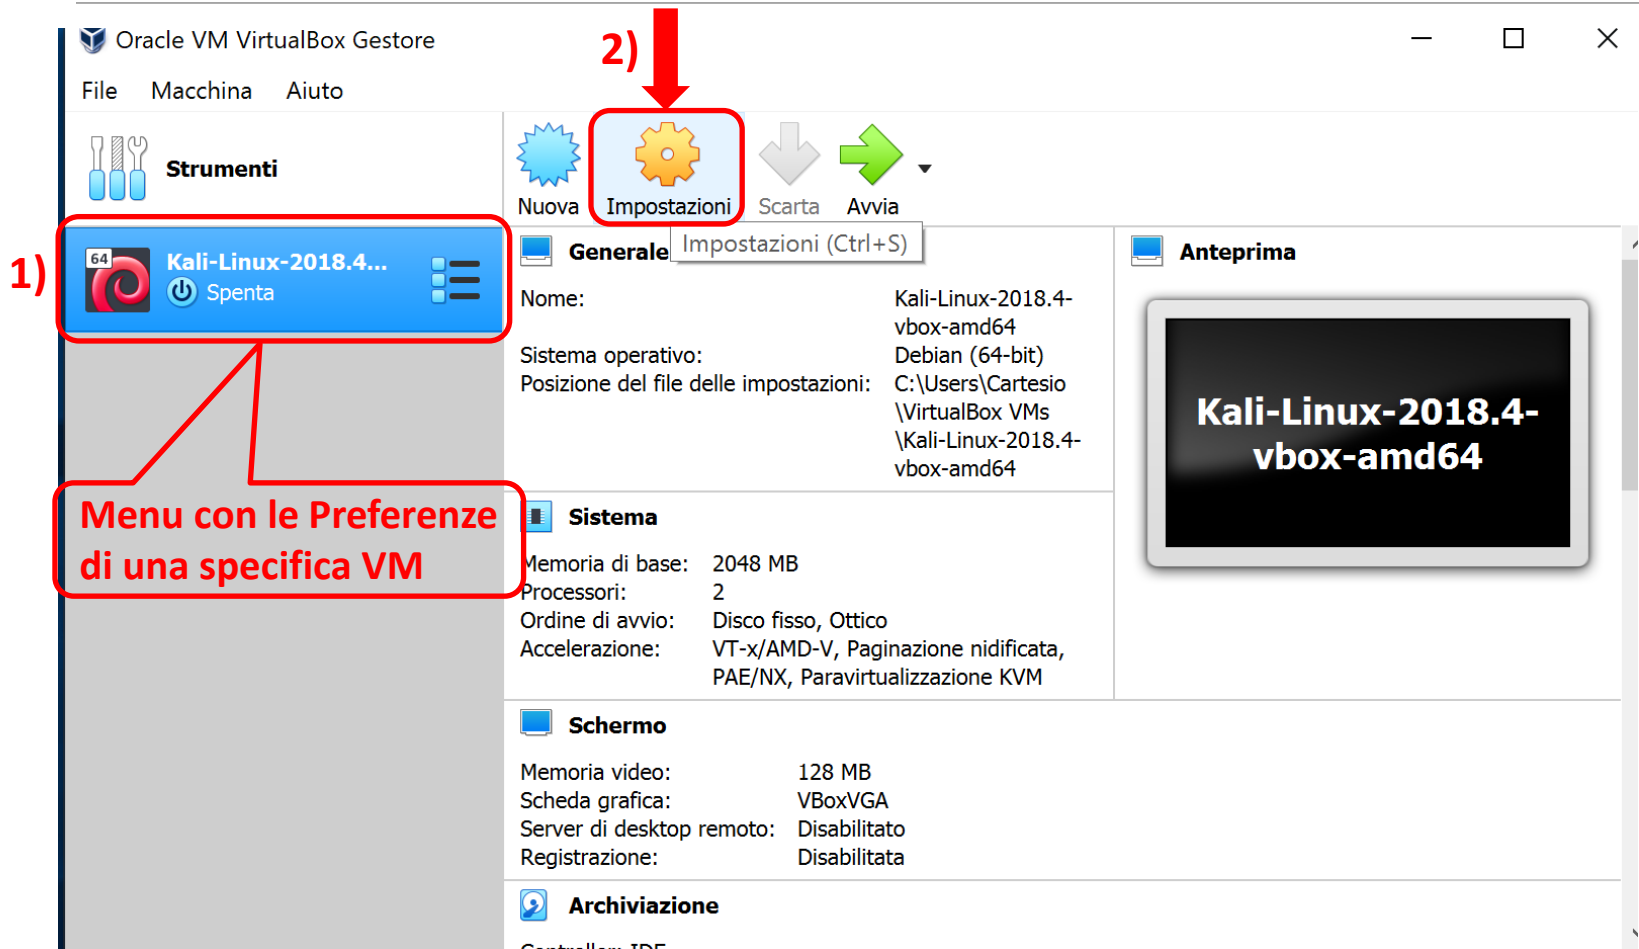 2)
Oracle VM VirtualBox Gestore
File Macchina Aiuto
Strumenti
Nuova Impostazioni Scarta Avvia
Impostazioni (Ctrl+S)
1)
64
Kali-Linux-2018.4...
Spenta
Menu con le Preferenze
di una specifica VM
Generale
Nome: Kali-Linux-2018.4-
vbox-amd64
Sistema operativo: Debian (64-bit)
Posizione del file delle impostazioni: C:\Users\Cartesio
\VirtualBox VMs
\Kali-Linux-2018.4-
vbox-amd64
Anteprima
Kali-Linux-2018.4-
vbox-amd64
Sistema
Memoria di base: 2048 MB
Processori: 2
Ordine di avvio: Disco fisso, Ottico
Accelerazione: VT-x/AMD-V, Paginazione nidificata,
PAE/NX, Paravirtualizzazione KVM
Schermo
Memoria video: 128 MB
Scheda grafica: VBoxVGA
Server di desktop remoto: Disabilitato
Registrazione: Disabilitata
Archiviazione